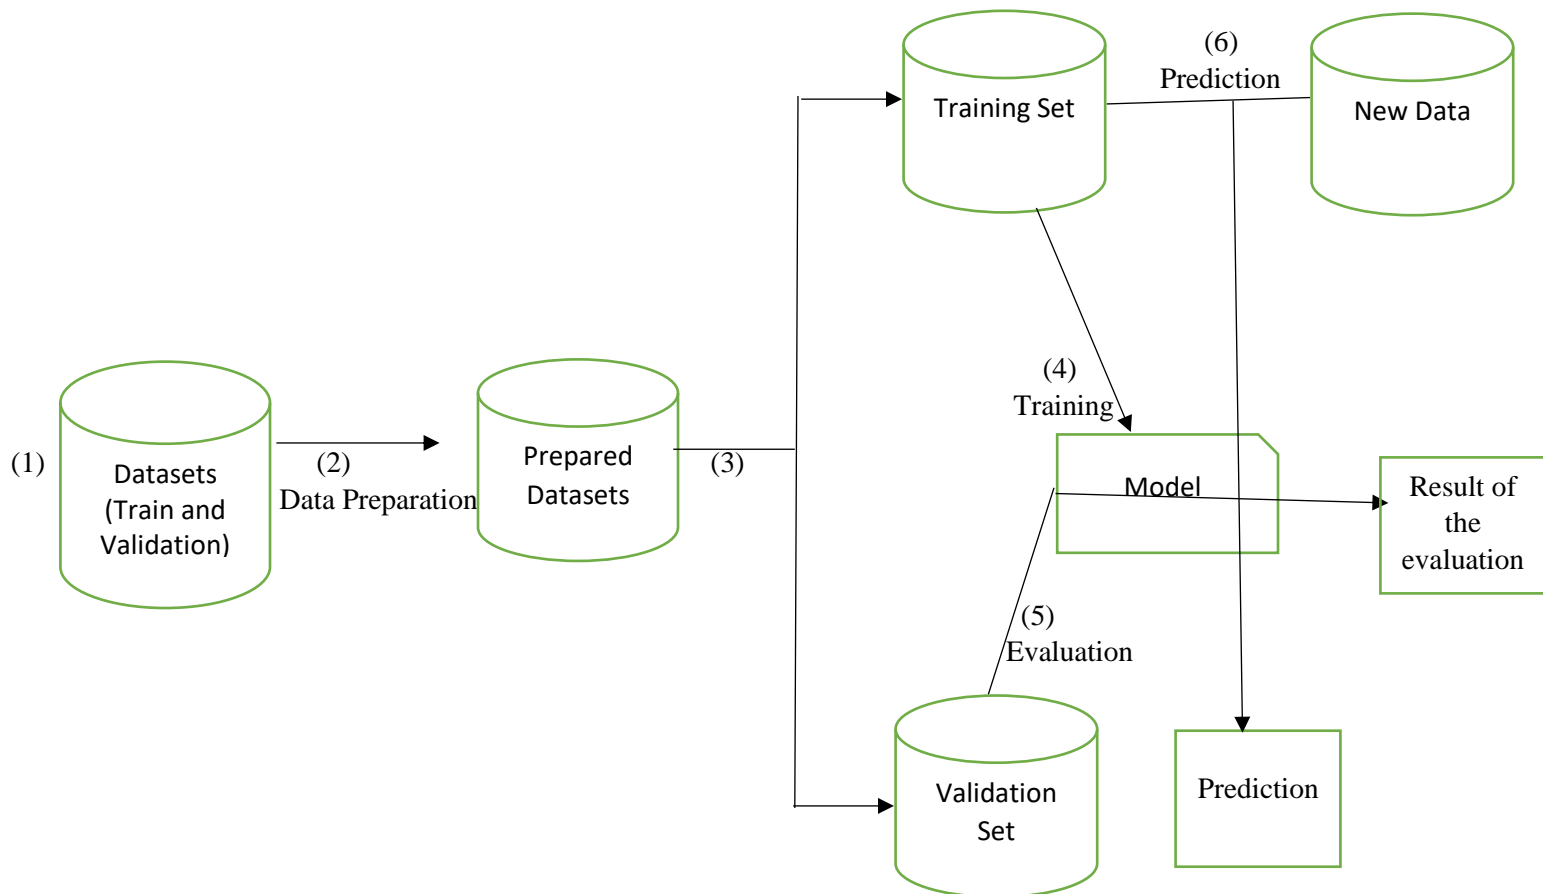 (6)
Prediction
Training Set
New Data
(4)
Training
(1)
Datasets
(Train and
Validation)
(2)
Data Preparation
Prepared
Datasets
(3)
Model
Result of
the
evaluation
(5)
Evaluation
Validation
Set
Prediction